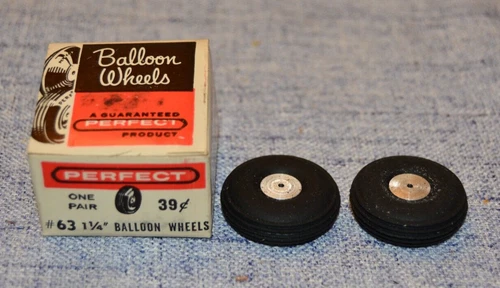 Balloon
Wheels
A GUARANTEED
PERFECT
PRODUCT
PERFECT
ONE
PAIR
39¢
#63 1¼" BALLOON WHEELS